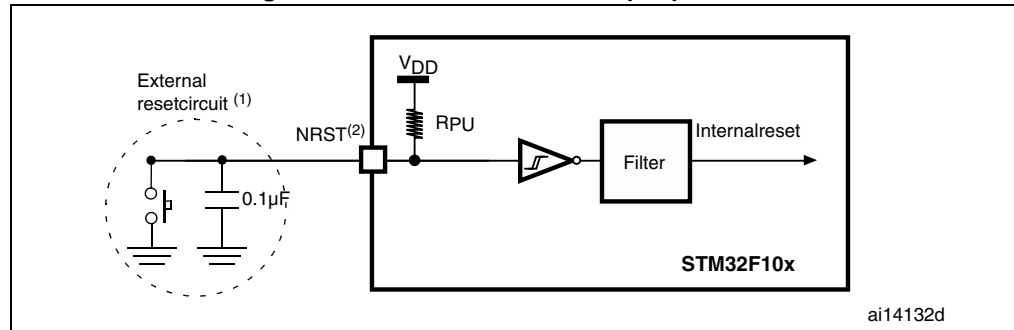 External
resetcircuit (1)
VDD
NRST(2)
RPU
Internalreset
Filter
0.1µF
STM32F10x
ai14132d